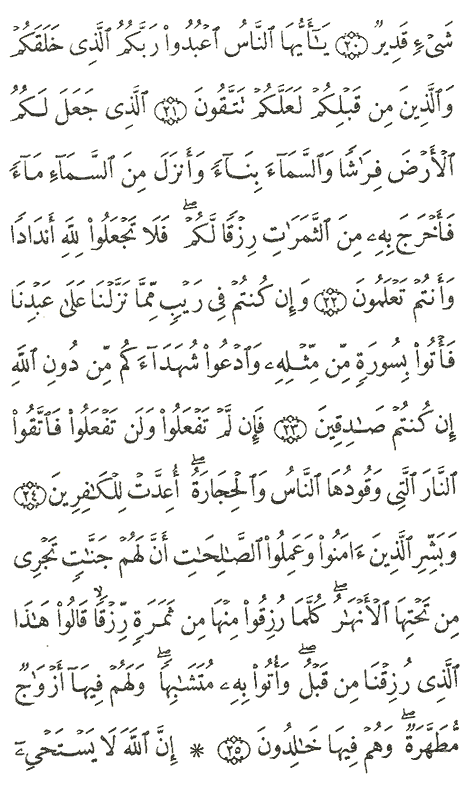 شَىْءٍ قَدِيرٌ ٢٠ يَٰٓأَيُّهَا ٱلنَّاسُ ٱعْبُدُوا۟ رَبَّكُمُ ٱلَّذِى خَلَقَكُمْ
وَٱلَّذِينَ مِن قَبْلِكُمْ لَعَلَّكُمْ تَتَّقُونَ ٢١ ٱلَّذِى جَعَلَ لَكُمُ
ٱلْأَرْضَ فِرَٰشًا وَٱلسَّمَآءَ بِنَآءً وَأَنزَلَ مِنَ ٱلسَّمَآءِ مَآءً
فَأَخْرَجَ بِهِۦ مِنَ ٱلثَّمَرَٰتِ رِزْقًا لَّكُمْ ۖ فَلَا تَجْعَلُوا۟ لِلَّهِ أَندَادًا
وَأَنتُمْ تَعْلَمُونَ ٢٢ وَإِن كُنتُمْ فِى رَيْبٍ مِّمَّا نَزَّلْنَا عَلَىٰ عَبْدِنَا
فَأْتُوا۟ بِسُورَةٍ مِّن مِّثْلِهِۦ وَٱدْعُوا۟ شُهَدَآءَكُم مِّن دُونِ ٱللَّهِ
إِن كُنتُمْ صَٰدِقِينَ ٢٣ فَإِن لَّمْ تَفْعَلُوا۟ وَلَن تَفْعَلُوا۟ فَٱتَّقُوا۟
ٱلنَّارَ ٱلَّتِى وَقُودُهَا ٱلنَّاسُ وَٱلْحِجَارَةُ ۖ أُعِدَّتْ لِلْكَٰفِرِينَ ٢٤
وَبَشِّرِ ٱلَّذِينَ ءَامَنُوا۟ وَعَمِلُوا۟ ٱلصَّٰلِحَٰتِ أَنَّ لَهُمْ جَنَّٰتٍ تَجْرِى
مِن تَحْتِهَا ٱلْأَنْهَٰرُ ۖ كُلَّمَا رُزِقُوا۟ مِنْهَا مِن ثَمَرَةٍ رِّزْقًا ۙ قَالُوا۟ هَٰذَا
ٱلَّذِى رُزِقْنَا مِن قَبْلُ ۖ وَأُتُوا۟ بِهِۦ مُتَشَٰبِهًا ۖ وَلَهُمْ فِيهَآ أَزْوَٰجٌ
مُّطَهَّرَةٌ ۖ وَهُمْ فِيهَا خَٰلِدُونَ ٢٥ * إِنَّ ٱللَّهَ لَا يَسْتَحْىِۦٓ